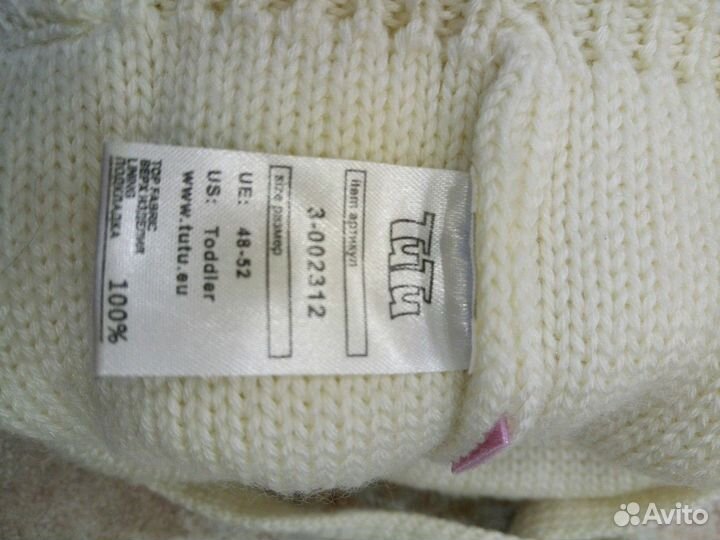 TuTu
item артикул
3-002312
size размер
UE: 48-52
US: Toddler
www.tutu.eu
TOP FABRIC
ВЕРХ ИЗДЕЛИЯ
LINING
ПОДКЛАДКА
100%
Avito